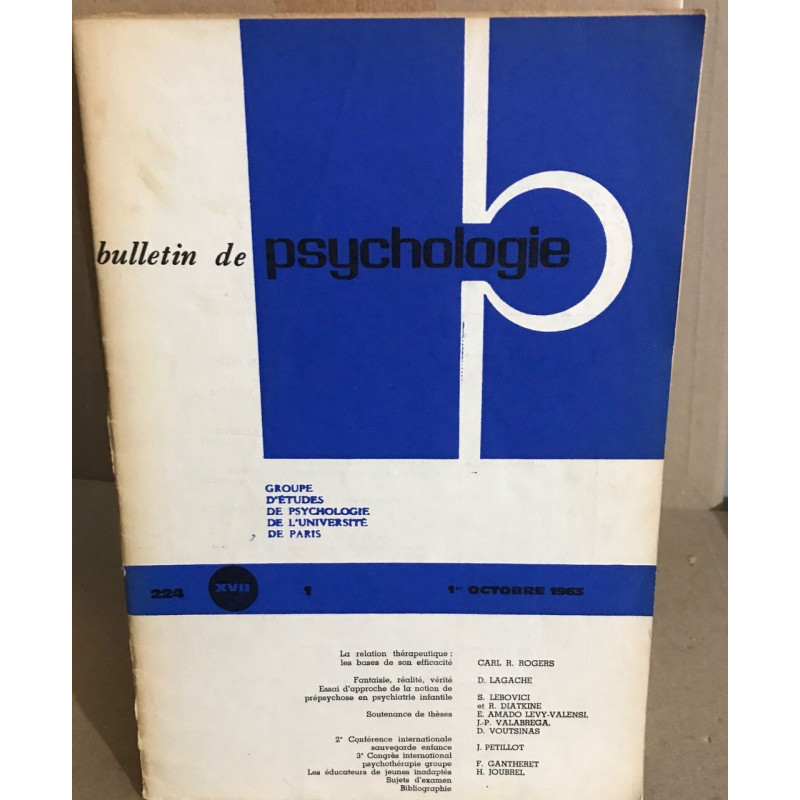 bulletin de psychologie
GROUPE
D'ÉTUDES
DE PSYCHOLOGIE
DE L'UNIVERSITÉ
DE PARIS
224 XVII 1 1er OCTOBRE 1963
La relation thérapeutique :
les bases de son efficacité CARL R. ROGERS
Fantaisie, réalité, vérité D. LAGACHE
Essai d'approche de la notion de
prépsychose en psychiatrie infantile S. LEBOVICI
et R. DIATKINE
Soutenance de thèses E. AMADO LEVY-VALENSI,
J.-P. VALABREGA,
D. VOUTSINAS
2e Conférence internationale
sauvegarde enfance J. PETILLOT
3e Congrès international
psychothérapie groupe F. GANTHERET
Les éducateurs de jeunes inadaptés H. JOUBREL
Sujets d'examen
Bibliographie